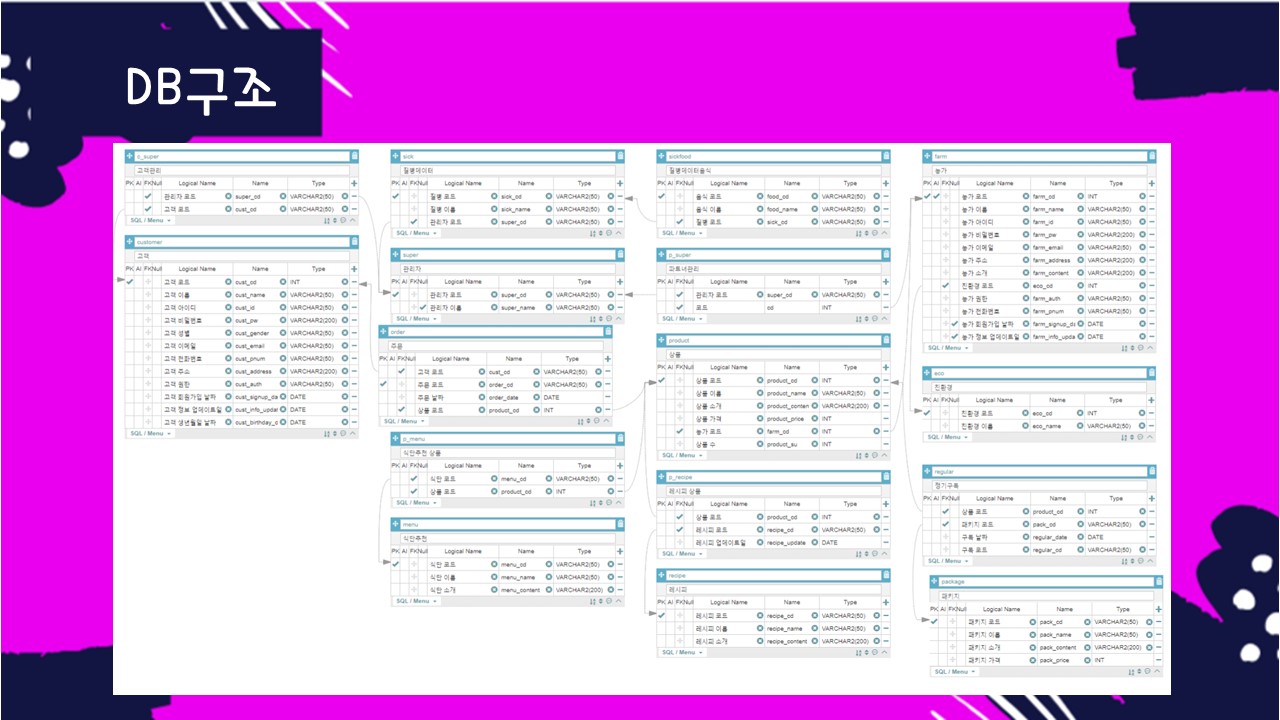 DB구조
c_super
고객관리
PK AI FK Null Logical Name Name Type
관리자 코드 super_cd VARCHAR2(50)
고객 코드 cust_cd VARCHAR2(50)
SQL / Menu
customer
고객
PK AI FK Null Logical Name Name Type
고객 코드 cust_cd INT
고객 이름 cust_name VARCHAR2(50)
고객 아이디 cust_id VARCHAR2(50)
고객 비밀번호 cust_pw VARCHAR2(200)
고객 성별 cust_gender VARCHAR2(50)
고객 이메일 cust_email VARCHAR2(50)
고객 전화번호 cust_pnum VARCHAR2(50)
고객 주소 cust_address VARCHAR2(200)
고객 권한 cust_auth VARCHAR2(50)
고객 회원가입 날짜 cust_signup_da DATE
고객 정보 업데이트일 cust_info_updat DATE
고객 생년월일 날짜 cust_birthday_c DATE
SQL / Menu
sick
질병데이터
PK AI FK Null Logical Name Name Type
질병 코드 sick_cd VARCHAR2(50)
질병 이름 sick_name VARCHAR2(50)
관리자 코드 super_cd VARCHAR2(50)
SQL / Menu
super
관리자
PK AI FK Null Logical Name Name Type
관리자 코드 super_cd VARCHAR2(50)
관리자 이름 super_name VARCHAR2(50)
order
주문
PK AI FK Null Logical Name Name Type
고객 코드 cust_cd VARCHAR2(50)
주문 코드 order_cd VARCHAR2(50)
주문 날짜 order_date DATE
상품 코드 product_cd INT
SQL / Menu
p_menu
식단추천 상품
PK AI FK Null Logical Name Name Type
식단 코드 menu_cd VARCHAR2(50)
상품 코드 product_cd INT
SQL / Menu
menu
식단추천
PK AI FK Null Logical Name Name Type
식단 코드 menu_cd VARCHAR2(50)
식단 이름 menu_name VARCHAR2(50)
식단 소개 menu_content VARCHAR2(200)
SQL / Menu
sickfood
질병데이터음식
PK AI FK Null Logical Name Name Type
음식 코드 food_cd VARCHAR2(50)
음식 이름 food_name VARCHAR2(50)
질병 코드 sick_cd VARCHAR2(50)
SQL / Menu
p_super
파트너관리
PK AI FK Null Logical Name Name Type
관리자 코드 super_cd VARCHAR2(50)
코드 cd INT
SQL / Menu
product
상품
PK AI FK Null Logical Name Name Type
상품 코드 product_cd INT
상품 이름 product_name VARCHAR2(50)
상품 소개 product_conten VARCHAR2(200)
상품 가격 product_price INT
농가 코드 farm_cd INT
상품 수 product_su INT
SQL / Menu
p_recipe
레시피 상품
PK AI FK Null Logical Name Name Type
상품 코드 product_cd INT
레시피 코드 recipe_cd VARCHAR2(50)
레시피 업데이트일 recipe_update DATE
SQL / Menu
recipe
레시피
PK AI FK Null Logical Name Name Type
레시피 코드 recipe_cd VARCHAR2(50)
레시피 이름 recipe_name VARCHAR2(50)
레시피 소개 recipe_content VARCHAR2(200)
SQL / Menu
farm
농가
PK AI FK Null Logical Name Name Type
농가 코드 farm_cd INT
농가 이름 farm_name VARCHAR2(50)
농가 아이디 farm_id VARCHAR2(50)
농가 비밀번호 farm_pw VARCHAR2(200)
농가 이메일 farm_email VARCHAR2(50)
농가 주소 farm_address VARCHAR2(200)
농가 소개 farm_content VARCHAR2(200)
친환경 코드 eco_cd INT
농가 권한 farm_auth VARCHAR2(50)
농가 전화번호 farm_pnum VARCHAR2(50)
농가 회원가입 날짜 farm_signup_da DATE
농가 정보 업데이트일 farm_info_upda DATE
SQL / Menu
eco
친환경
PK AI FK Null Logical Name Name Type
친환경 코드 eco_cd INT
친환경 이름 eco_name VARCHAR2(50)
SQL / Menu
regular
정기구독
PK AI FK Null Logical Name Name Type
상품 코드 product_cd INT
패키지 코드 pack_cd VARCHAR2(50)
구독 날짜 regular_date DATE
구독 코드 regular_cd VARCHAR2(50)
SQL / Menu
package
패키지
PK AI FK Null Logical Name Name Type
패키지 코드 pack_cd VARCHAR2(50)
패키지 이름 pack_name VARCHAR2(50)
패키지 소개 pack_content VARCHAR2(200)
패키지 가격 pack_price INT
SQL / Menu